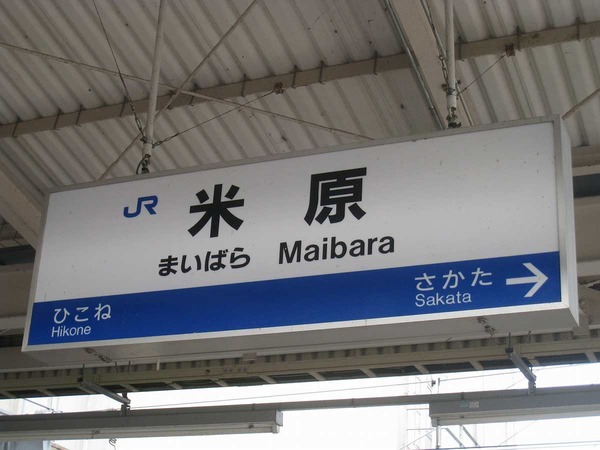 JR 米原
まいばら Maibara
ひこね さかた →
Hikone Sakata